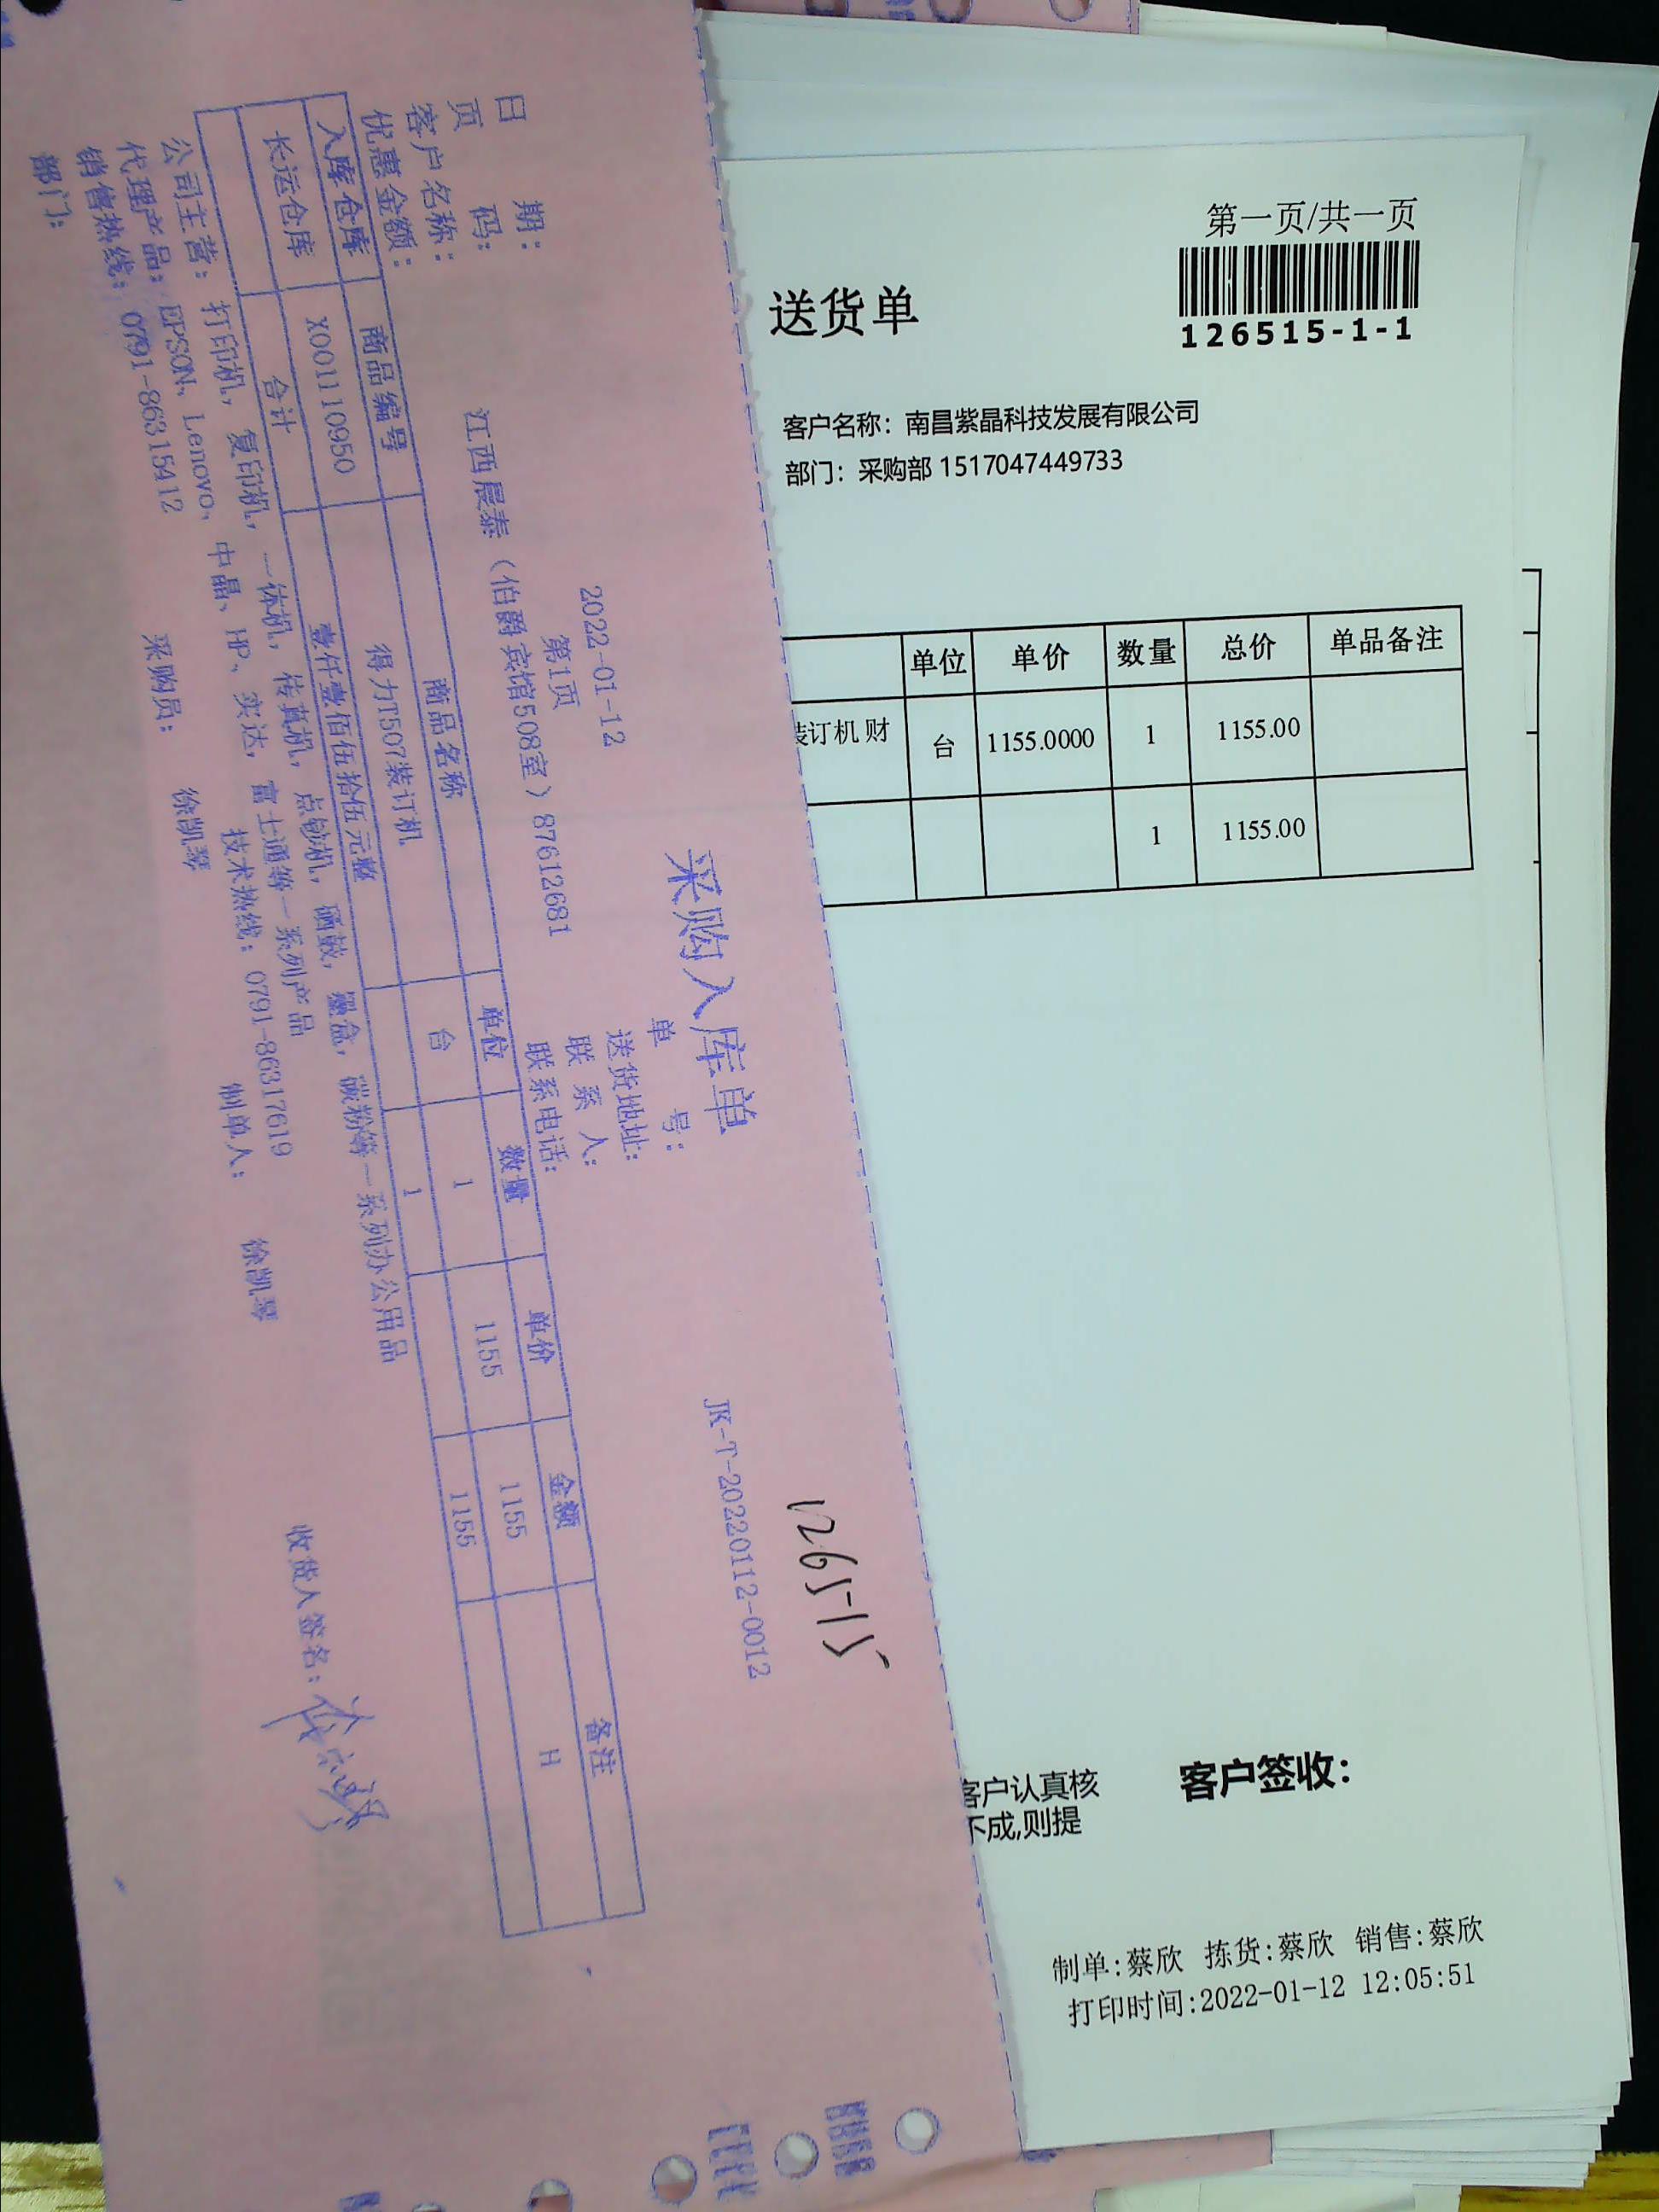 采购入库单
126515
日 期： 2022-01-12 单 号： JK-T-20220112-0012
页 码： 第1页 送货地址：
客户名称： 江西晨泰（伯爵宾馆508室）87612681 联 系 人：
优惠金额： 联系电话：
入库仓库 商品编号 商品名称 单位 数量 单价 金额 备注
长运仓库 X001110950 得力T507装订机 台 1 1155 1155 H
合计 壹仟壹佰伍拾伍元整 1 1155
公司主营： 打印机，复印机，一体机，传真机，点钞机，硒鼓，墨盒，碳粉等一系列办公用品
代理产品：EPSON、Lenovo、中晶、HP、实达，富士通等一系列产品
销售热线：0791-86315412 技术热线：0791-86317619
部门： 采购员： 徐凯琴 制单人： 徐凯琴 收货人签名：
第一页/共一页
126515-1-1
送货单
客户名称：南昌紫晶科技发展有限公司
部门：采购部 1517047449733
单位 单价 数量 总价 单品备注
装订机 财 台 1155.0000 1 1155.00
1 1155.00
客户认真核
不成,则提
客户签收：
制单:蔡欣 拣货:蔡欣 销售:蔡欣
打印时间:2022-01-12 12:05:51